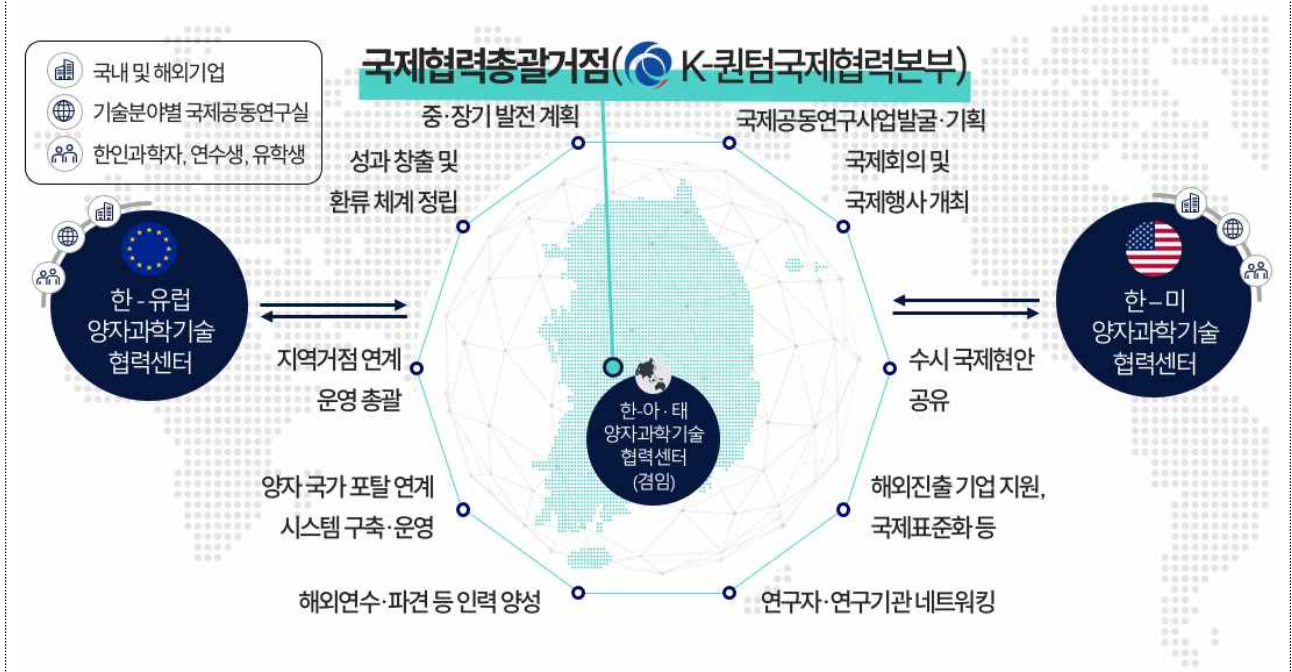 국제협력총괄거점(K-퀀텀국제협력본부)
국내 및 해외기업
기술분야별 국제공동연구실
한인과학자, 연수생, 유학생
중·장기 발전 계획
국제공동연구사업발굴·기획
성과 창출 및
환류 체계 정립
국제회의 및
국제행사 개최
한 - 유럽
양자과학기술
협력센터
한 – 미
양자과학기술
협력센터
지역거점 연계
운영 총괄
수시 국제현안
공유
한-아·태
양자과학기술
협력센터
(겸임)
양자 국가 포탈 연계
시스템 구축·운영
해외진출 기업 지원,
국제표준화 등
해외연수·파견 등 인력 양성
연구자·연구기관 네트워킹